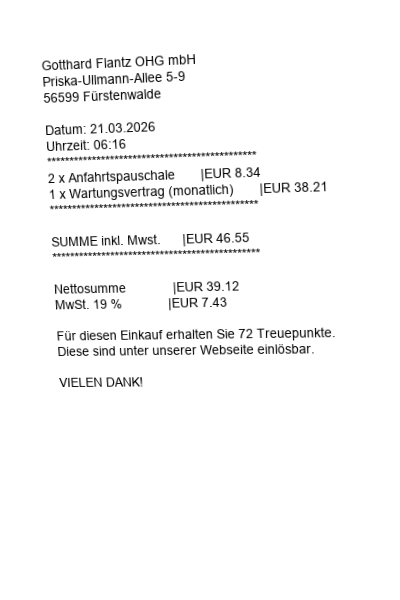 Gotthard Flantz OHG mbH
Priska-Ullmann-Allee 5-9
56599 Fürstenwalde
Datum: 21.03.2026
Uhrzeit: 06:16
***********************************************
2 x Anfahrtspauschale |EUR 8.34
1 x Wartungsvertrag (monatlich) |EUR 38.21
***********************************************
SUMME inkl. Mwst. |EUR 46.55
***********************************************
Nettosumme |EUR 39.12
MwSt. 19 % |EUR 7.43
Für diesen Einkauf erhalten Sie 72 Treuepunkte.
Diese sind unter unserer Webseite einlösbar.
VIELEN DANK!